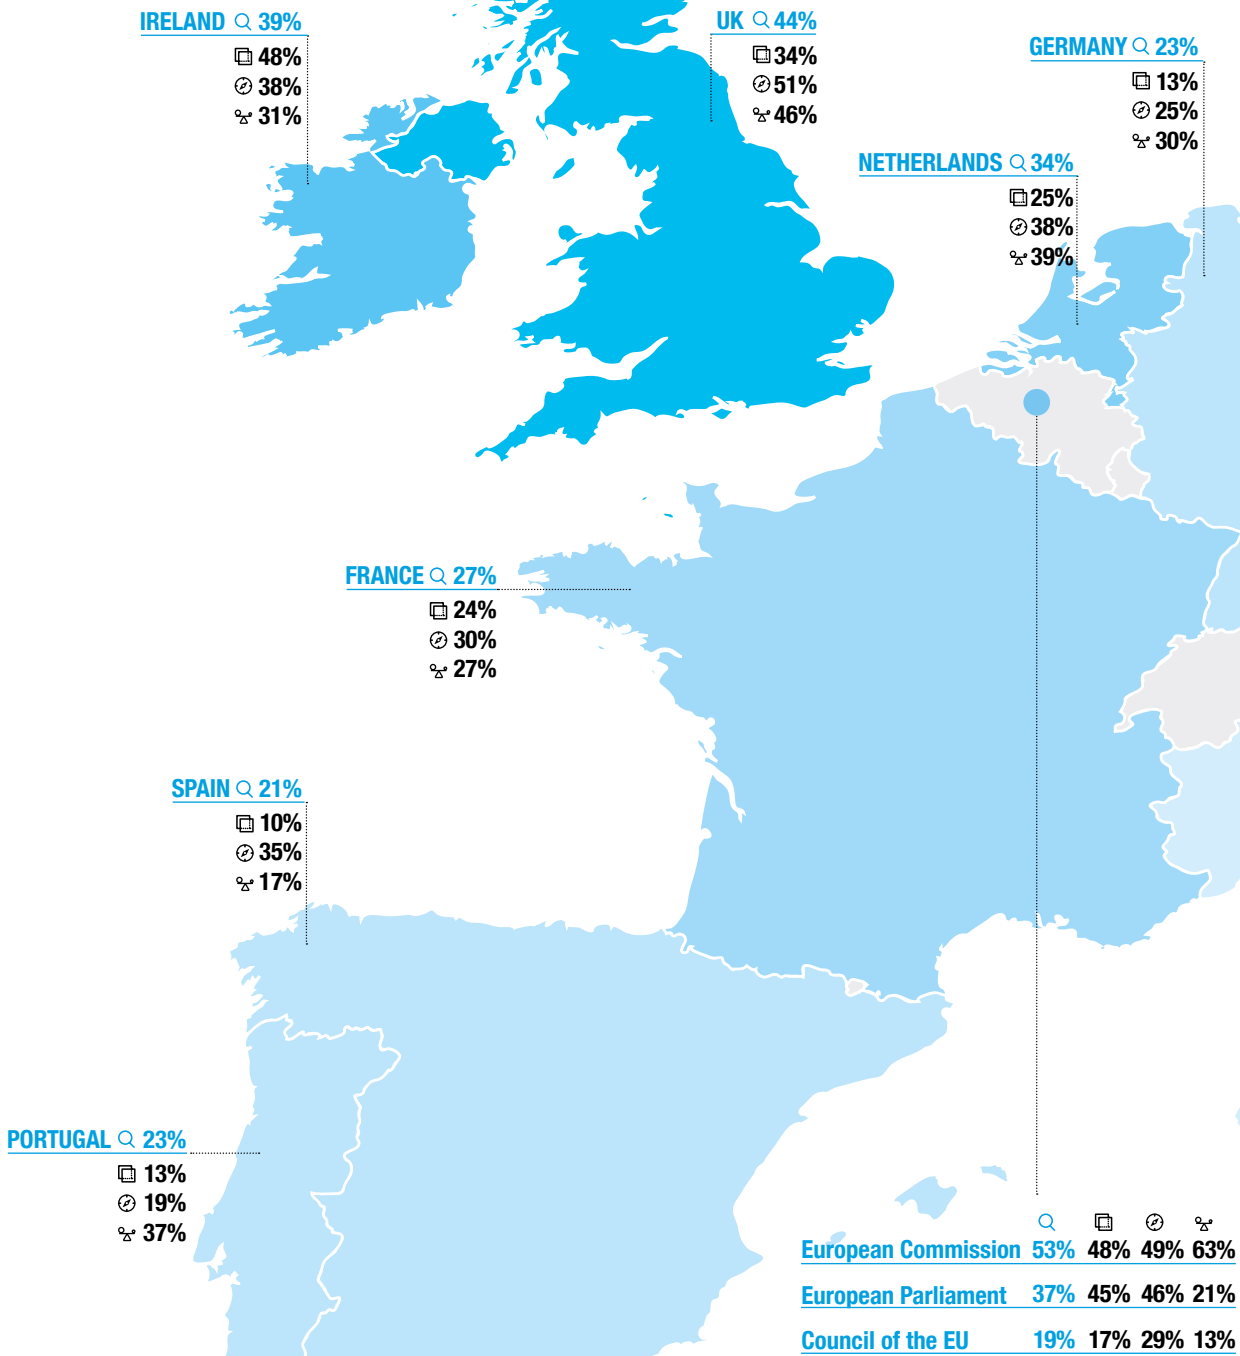 IRELAND 39%
48%
38%
31%
UK 44%
34%
51%
46%
GERMANY 23%
13%
25%
30%
NETHERLANDS 34%
25%
38%
39%
FRANCE 27%
24%
30%
27%
SPAIN 21%
10%
35%
17%
PORTUGAL 23%
13%
19%
37%
European Commission 53% 48% 49% 63%
European Parliament 37% 45% 46% 21%
Council of the EU 19% 17% 29% 13%